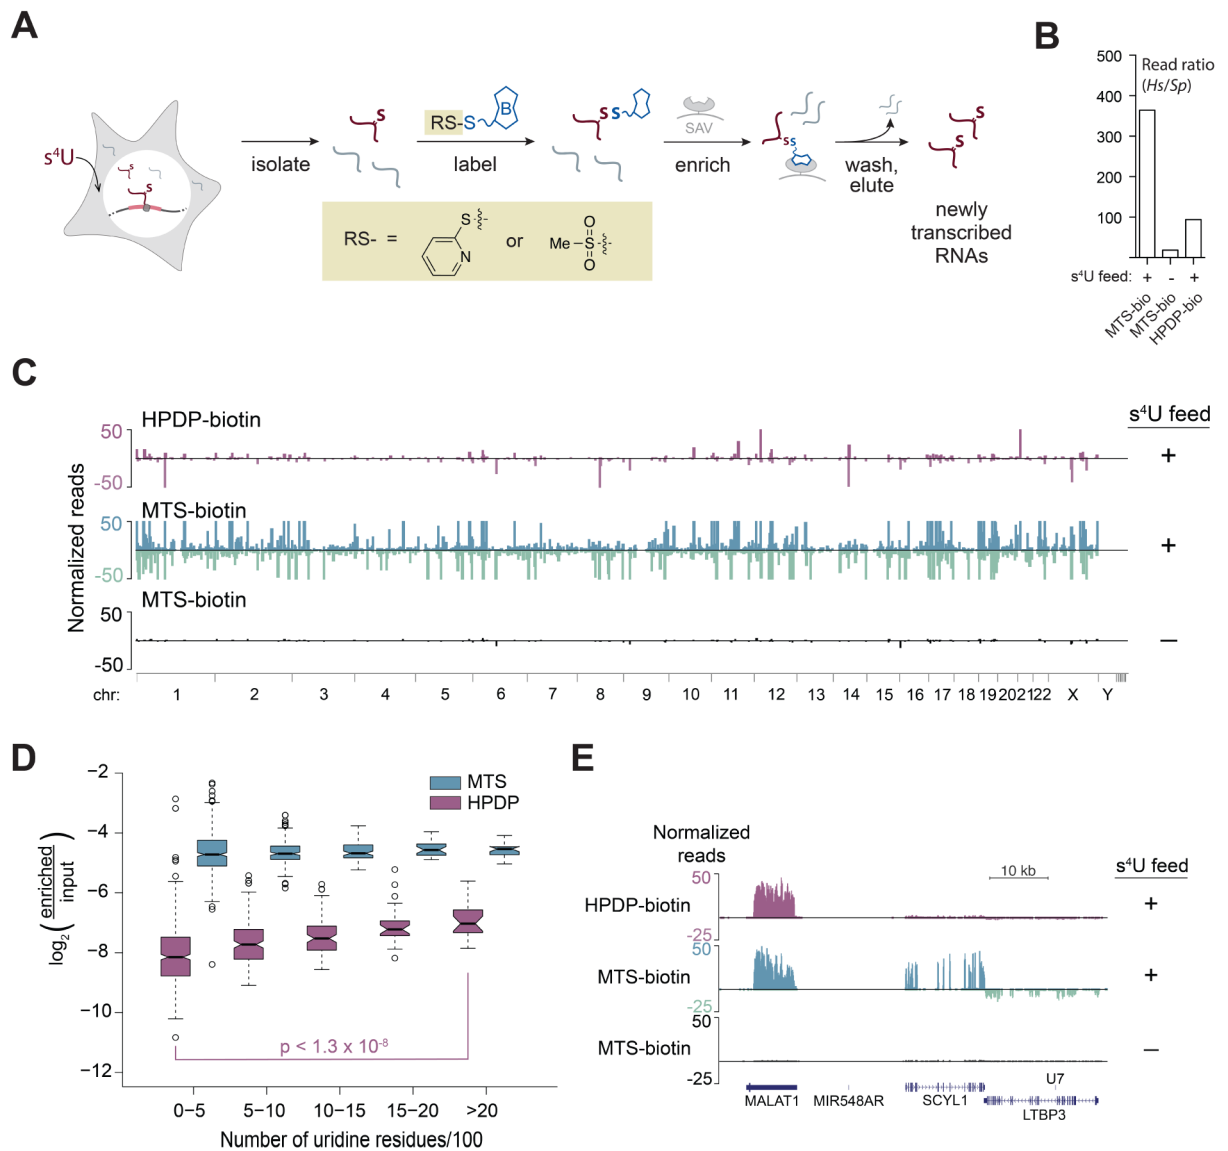 A
s⁴U
isolate
S
RS-S
B
label
S S
SAV
enrich
S S
wash,
elute
S
S
newly
transcribed
RNAs
RS- =
S
N
or
Me
S
O
O
B
500
400
300
200
100
Read ratio
(Hs/Sp)
s⁴U feed: + - +
MTS-bio
MTS-bio
HPDP-bio
C
s⁴U feed
Normalized reads
HPDP-biotin
50
-50
+
MTS-biotin
50
-50
+
MTS-biotin
50
-50
–
chr: 1 2 3 4 5 6 7 8 9 10 11 12 13 14 15 16 17 18 19 20 21 22 X Y
D
log₂(enriched/input)
−2
−4
−6
−8
−10
−12
MTS
HPDP
p < 1.3 x 10⁻⁸
0−5 5−10 10−15 15−20 >20
Number of uridine residues/100
E
Normalized
reads
10 kb
s⁴U feed
50
HPDP-biotin
-25
+
50
MTS-biotin
-25
+
50
MTS-biotin
-25
–
U7
MALAT1 MIR548AR SCYL1
LTBP3